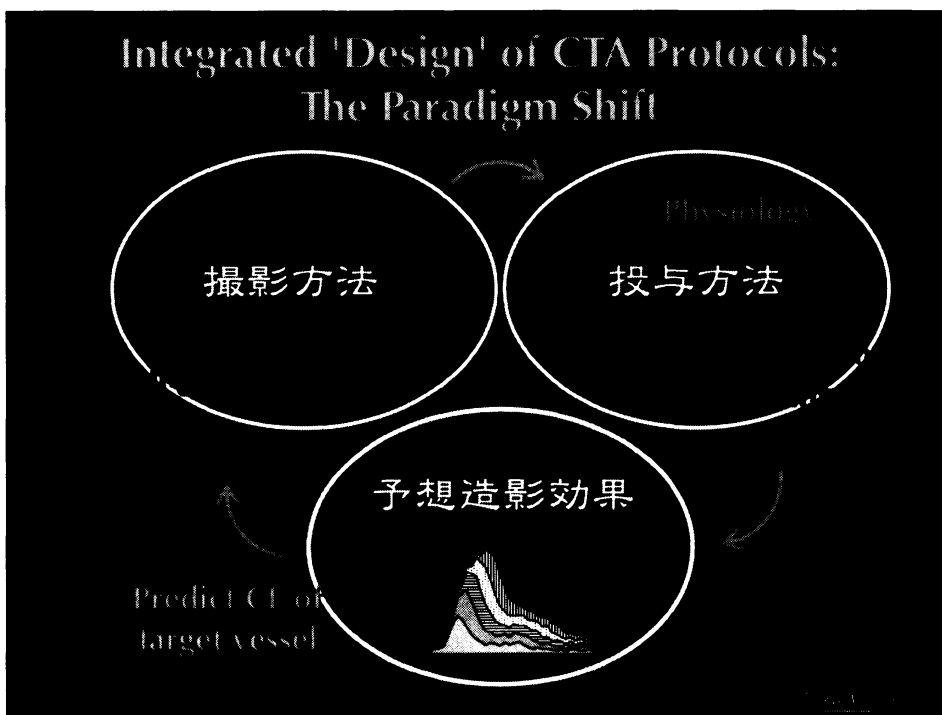 Integrated 'Design' of CTA Protocols:
The Paradigm Shift
Physiology
撮影方法
投与方法
予想造影効果
Predict CE of
target vessel